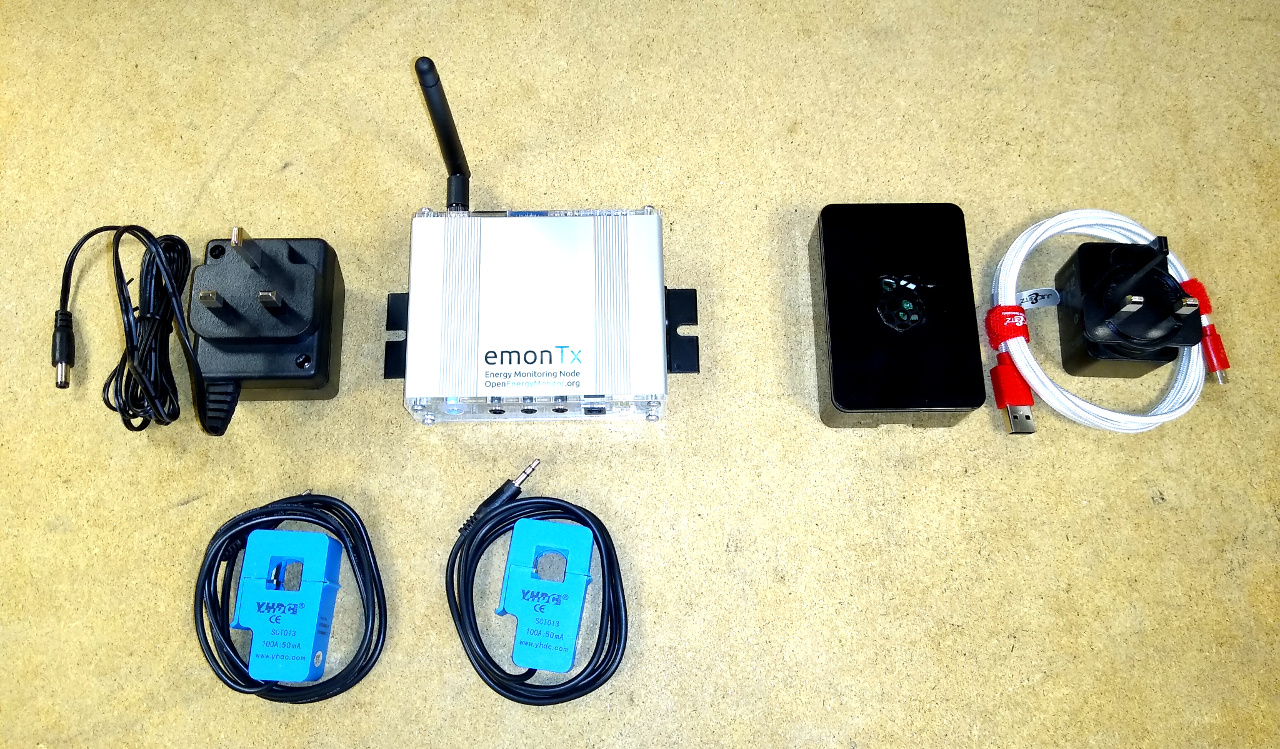 emonTx
Energy Monitoring Node
OpenEnergyMonitor.org
YHDC®
CE
SCT013
100A:50mA
www.yhdc.com
YHDC®
CE
SCT013
100A:50mA
www.yhdc.com